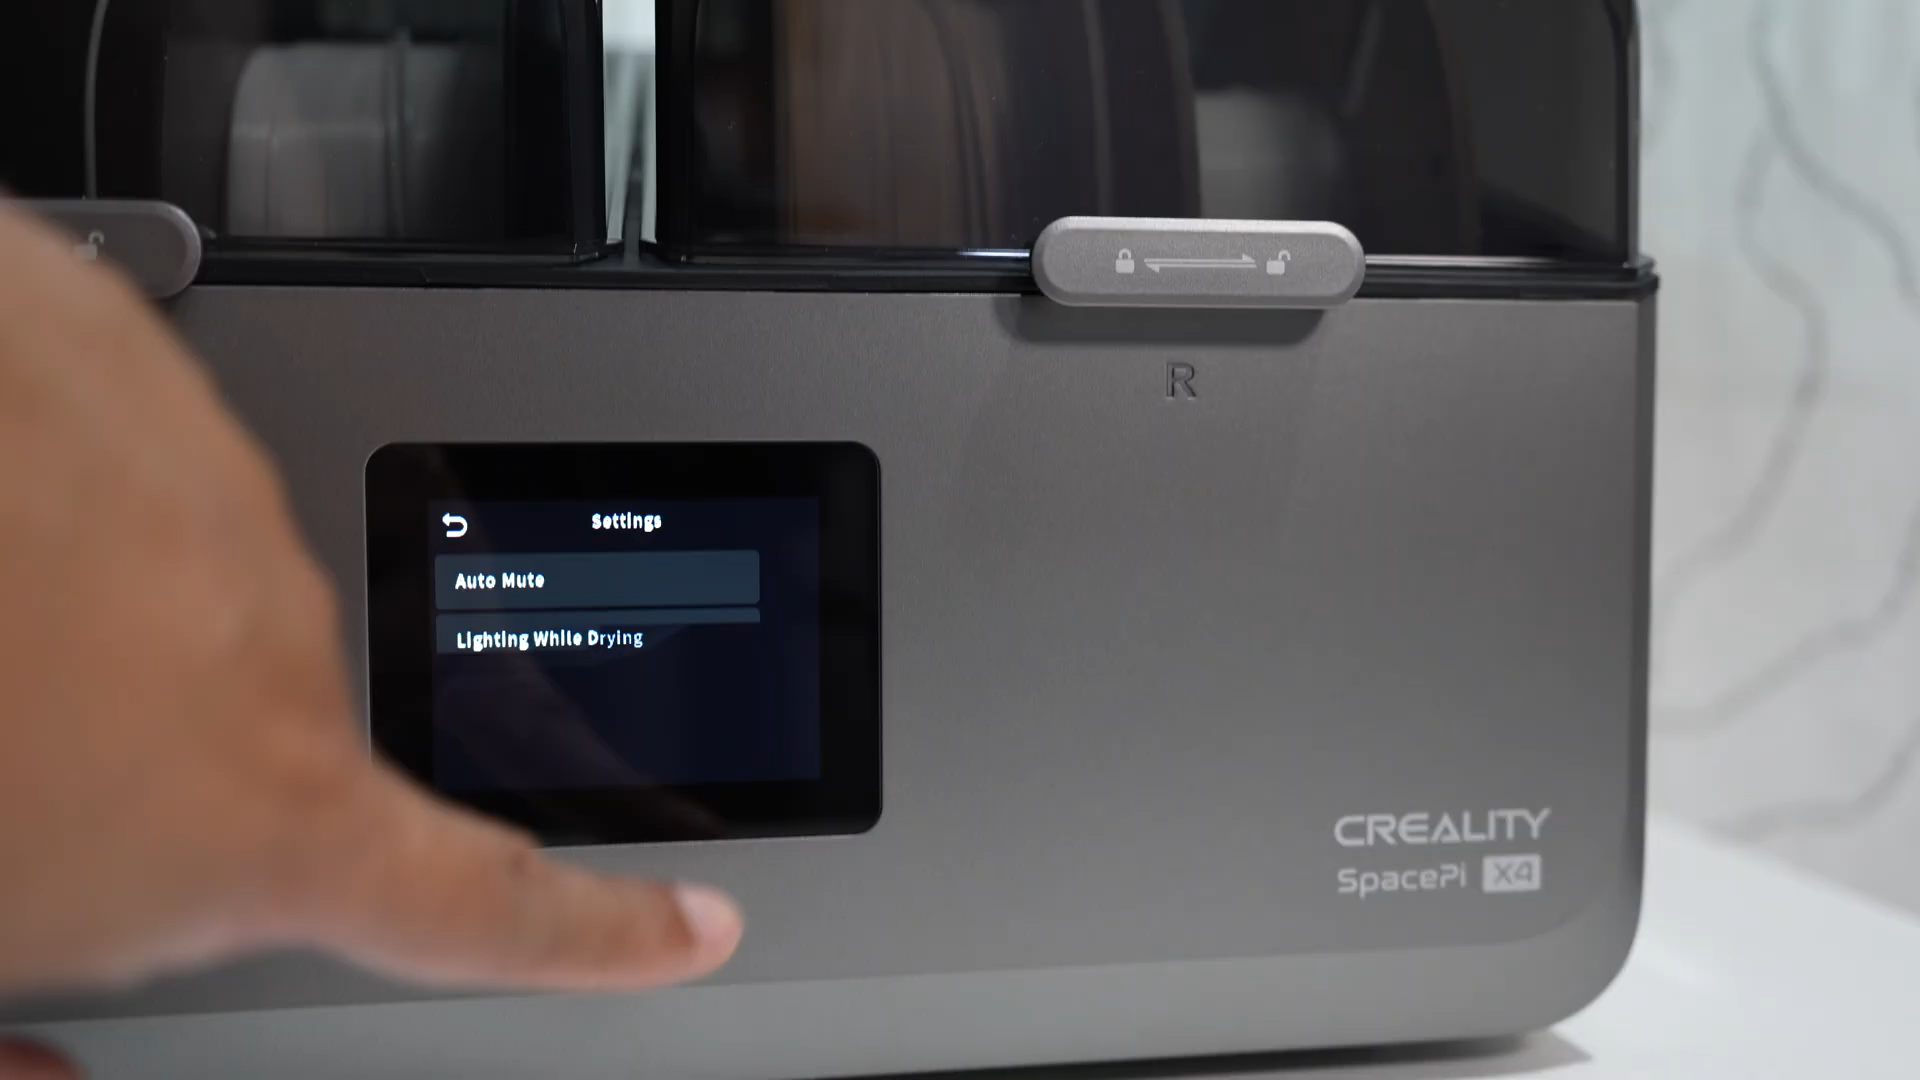 R
Settings
Auto Mute
Lighting While Drying
CREALITY
SpacePi X4